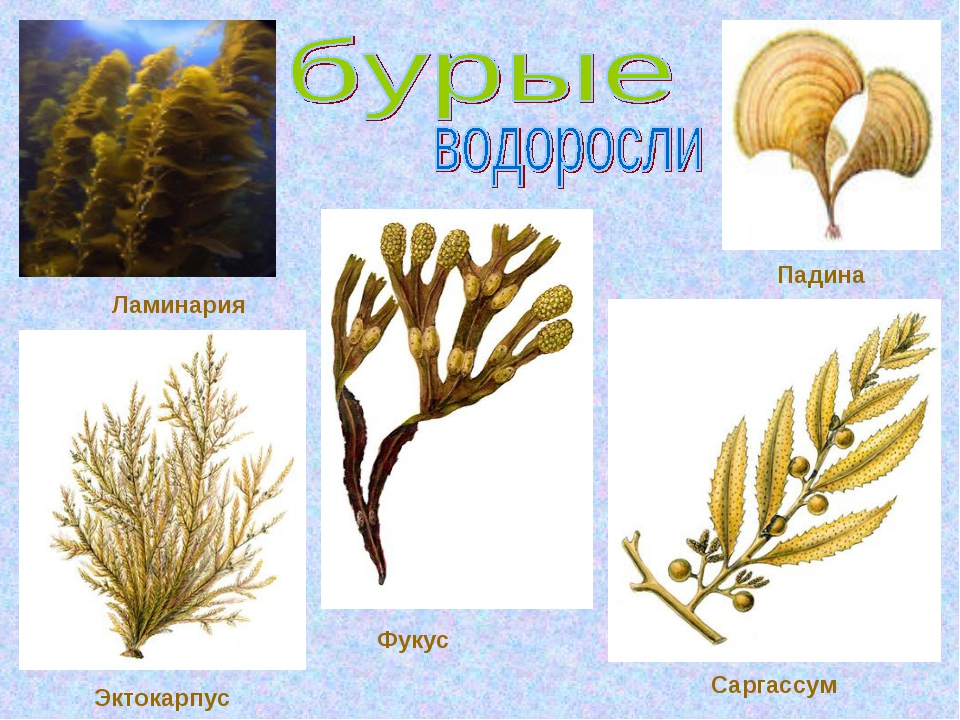 бурые
водоросли
Падина
Ламинария
Фукус
Саргассум
Эктокарпус